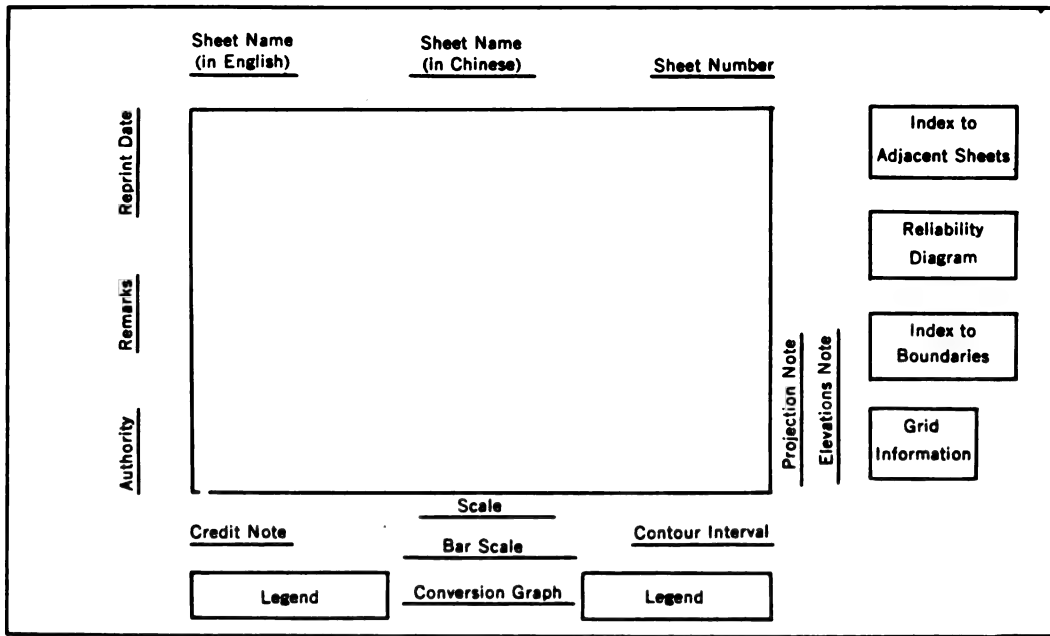 Sheet Name
(in English)
Sheet Name
(in Chinese)
Sheet Number
Reprint Date
Remarks
Authority
Projection Note
Elevations Note
Index to
Adjacent Sheets
Reliability
Diagram
Index to
Boundaries
Grid
Information
Scale
Credit Note
Bar Scale
Contour Interval
Legend
Conversion Graph
Legend